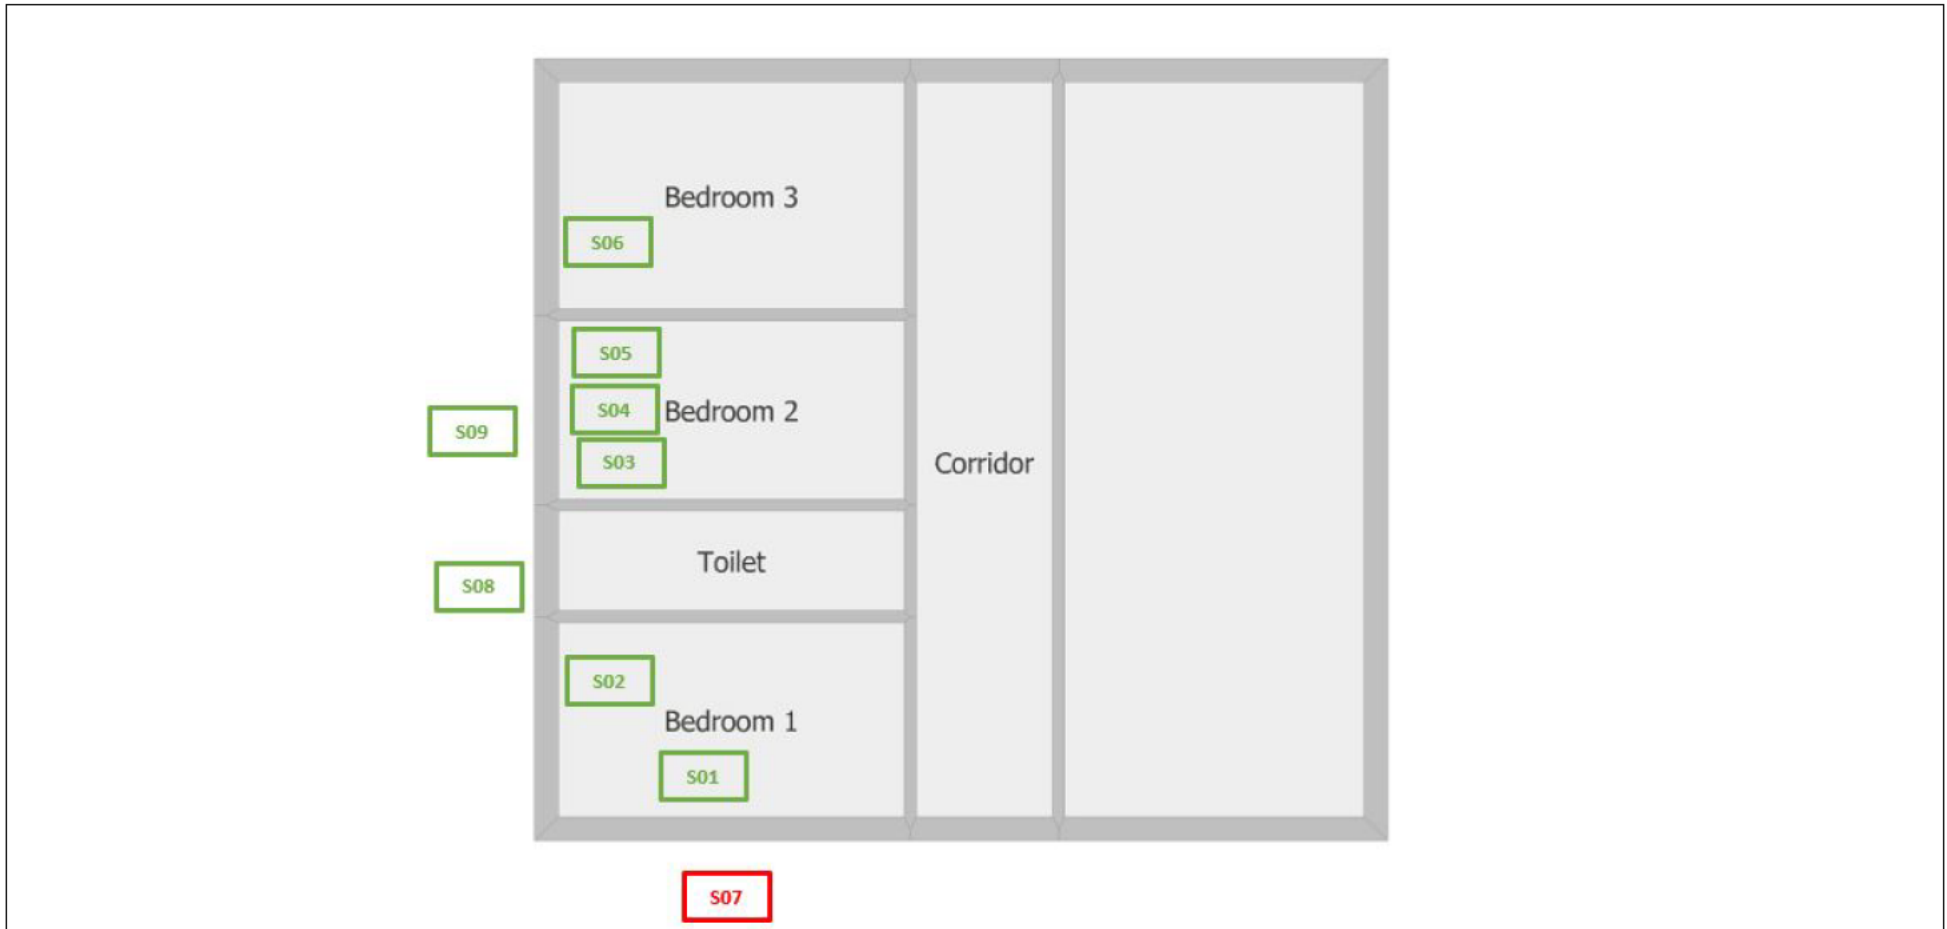 Bedroom 3
S06
S05
S04
Bedroom 2
S09
S03
Corridor
Toilet
S08
S02
Bedroom 1
S01
S07